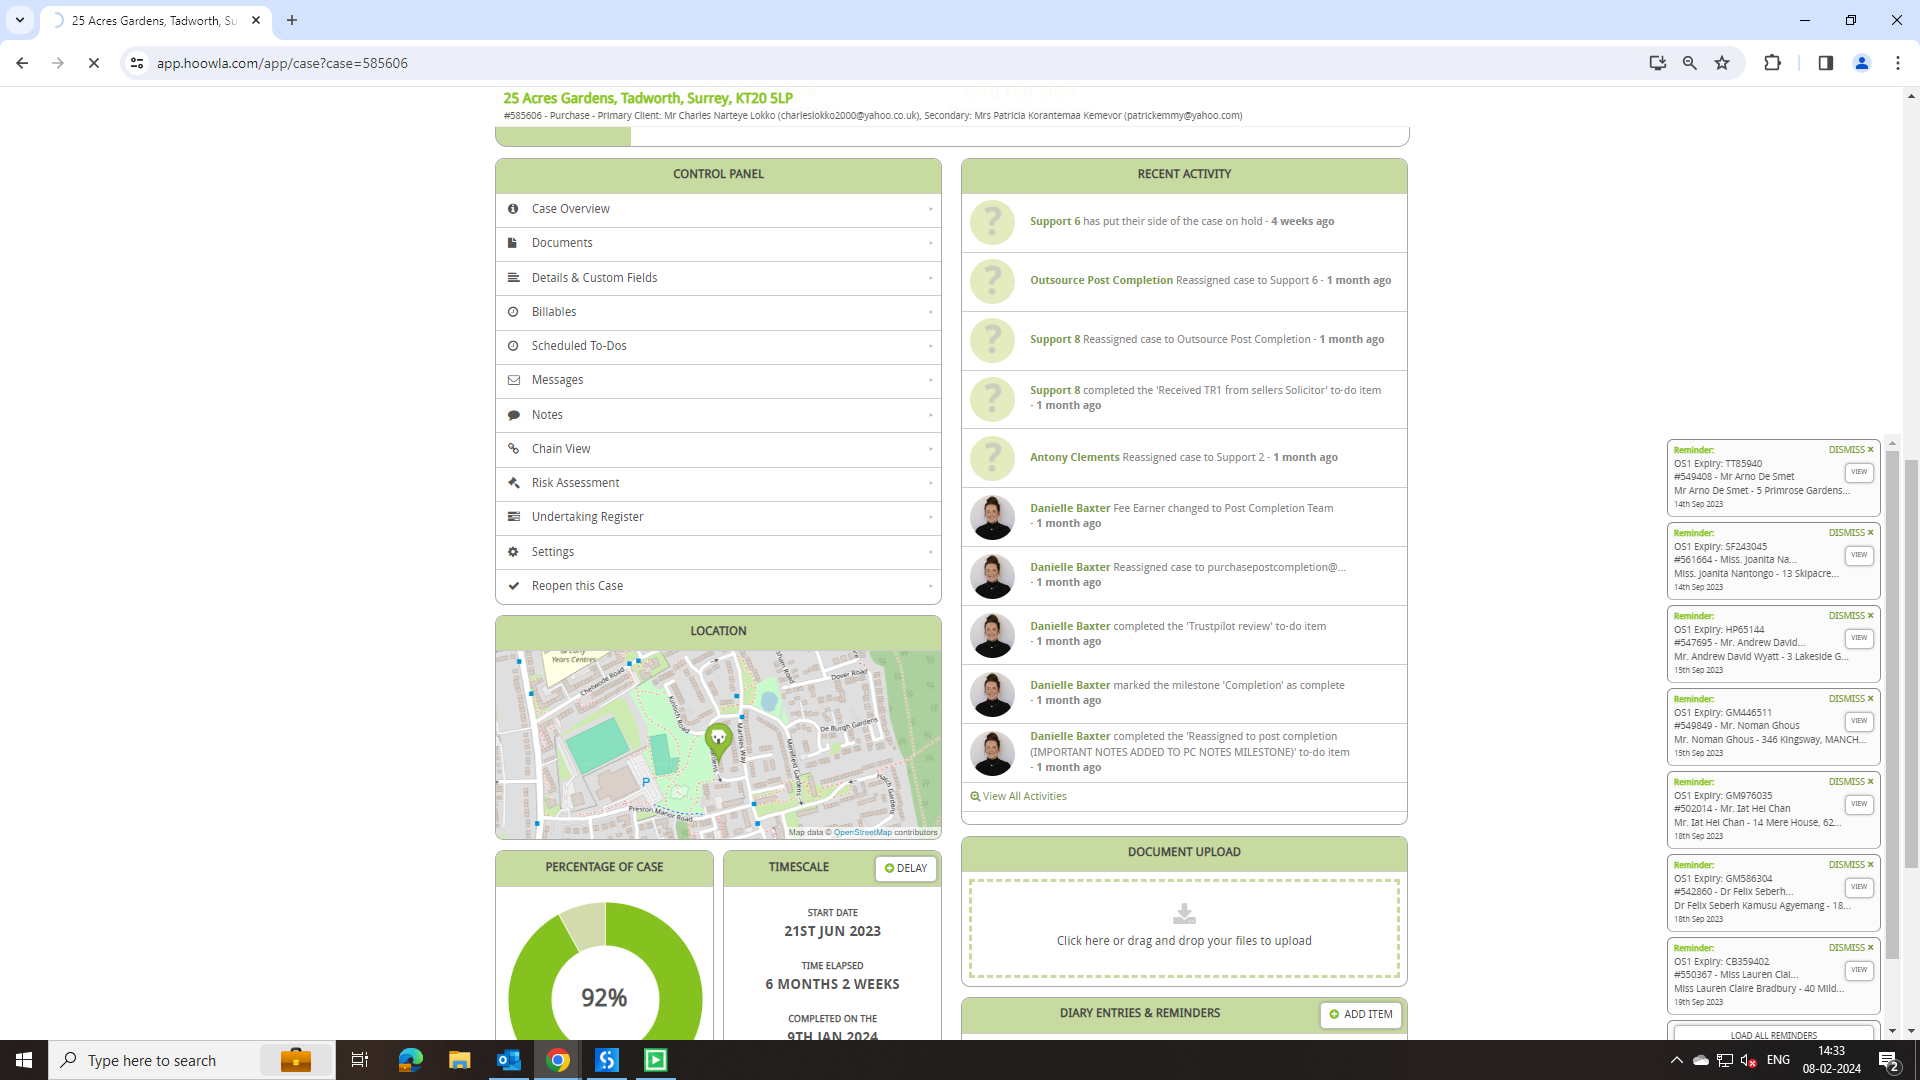 25 Acres Gardens, Tadworth, Su
app.hoowla.com/app/case?case=585606
25 Acres Gardens, Tadworth, Surrey, KT20 5LP
#585606 - Purchase - Primary Client: Mr Charles Narteye Lokko (charleslokko2000@yahoo.co.uk), Secondary: Mrs Patricia Korantemaa Kemevor (patrickemmy@yahoo.com)
CONTROL PANEL
Case Overview
Documents
Details & Custom Fields
Billables
Scheduled To-Dos
Messages
Notes
Chain View
Risk Assessment
Undertaking Register
Settings
Reopen this Case
LOCATION
Years Centres
Chetwode Road
Kinloch Road
Dover Road
De Burgh Gardens
Marbles Way
Merefield Gardens
Hatch Gardens
Preston Manor Road
P
Map data © OpenStreetMap contributors
PERCENTAGE OF CASE
92%
TIMESCALE
DELAY
START DATE
21ST JUN 2023
TIME ELAPSED
6 MONTHS 2 WEEKS
COMPLETED ON THE
9TH JAN 2024
RECENT ACTIVITY
Support 6 has put their side of the case on hold - 4 weeks ago
Outsource Post Completion Reassigned case to Support 6 - 1 month ago
Support 8 Reassigned case to Outsource Post Completion - 1 month ago
Support 8 completed the 'Received TR1 from sellers Solicitor' to-do item
- 1 month ago
Antony Clements Reassigned case to Support 2 - 1 month ago
Danielle Baxter Fee Earner changed to Post Completion Team
- 1 month ago
Danielle Baxter Reassigned case to purchasepostcompletion@...
- 1 month ago
Danielle Baxter completed the 'Trustpilot review' to-do item
- 1 month ago
Danielle Baxter marked the milestone 'Completion' as complete
- 1 month ago
Danielle Baxter completed the 'Reassigned to post completion
(IMPORTANT NOTES ADDED TO PC NOTES MILESTONE)' to-do item
- 1 month ago
View All Activities
DOCUMENT UPLOAD
Click here or drag and drop your files to upload
DIARY ENTRIES & REMINDERS
ADD ITEM
Reminder: DISMISS ×
OS1 Expiry: TT85940
#549408 - Mr Arno De Smet
VIEW
Mr Arno De Smet - 5 Primrose Gardens...
14th Sep 2023
Reminder: DISMISS ×
OS1 Expiry: SF243045
#561664 - Miss. Joanita Na...
VIEW
Miss. Joanita Nantongo - 13 Skipacre...
14th Sep 2023
Reminder: DISMISS ×
OS1 Expiry: HP65144
#547695 - Mr. Andrew David...
VIEW
Mr. Andrew David Wyatt - 3 Lakeside G...
15th Sep 2023
Reminder: DISMISS ×
OS1 Expiry: GM446511
#549849 - Mr. Noman Ghous
VIEW
Mr. Noman Ghous - 346 Kingsway, MANCH...
15th Sep 2023
Reminder: DISMISS ×
OS1 Expiry: GM976035
#502014 - Mr. Iat Hei Chan
VIEW
Mr. Iat Hei Chan - 14 Mere House, 62...
18th Sep 2023
Reminder: DISMISS ×
OS1 Expiry: GM586304
#542860 - Dr Felix Seberh...
VIEW
Dr Felix Seberh Kamusu Agyemang - 18...
18th Sep 2023
Reminder: DISMISS ×
OS1 Expiry: CB359402
#550367 - Miss Lauren Clai...
VIEW
Miss Lauren Claire Bradbury - 40 Mild...
19th Sep 2023
LOAD ALL REMINDERS
Type here to search
ENG
14:33
08-02-2024
2